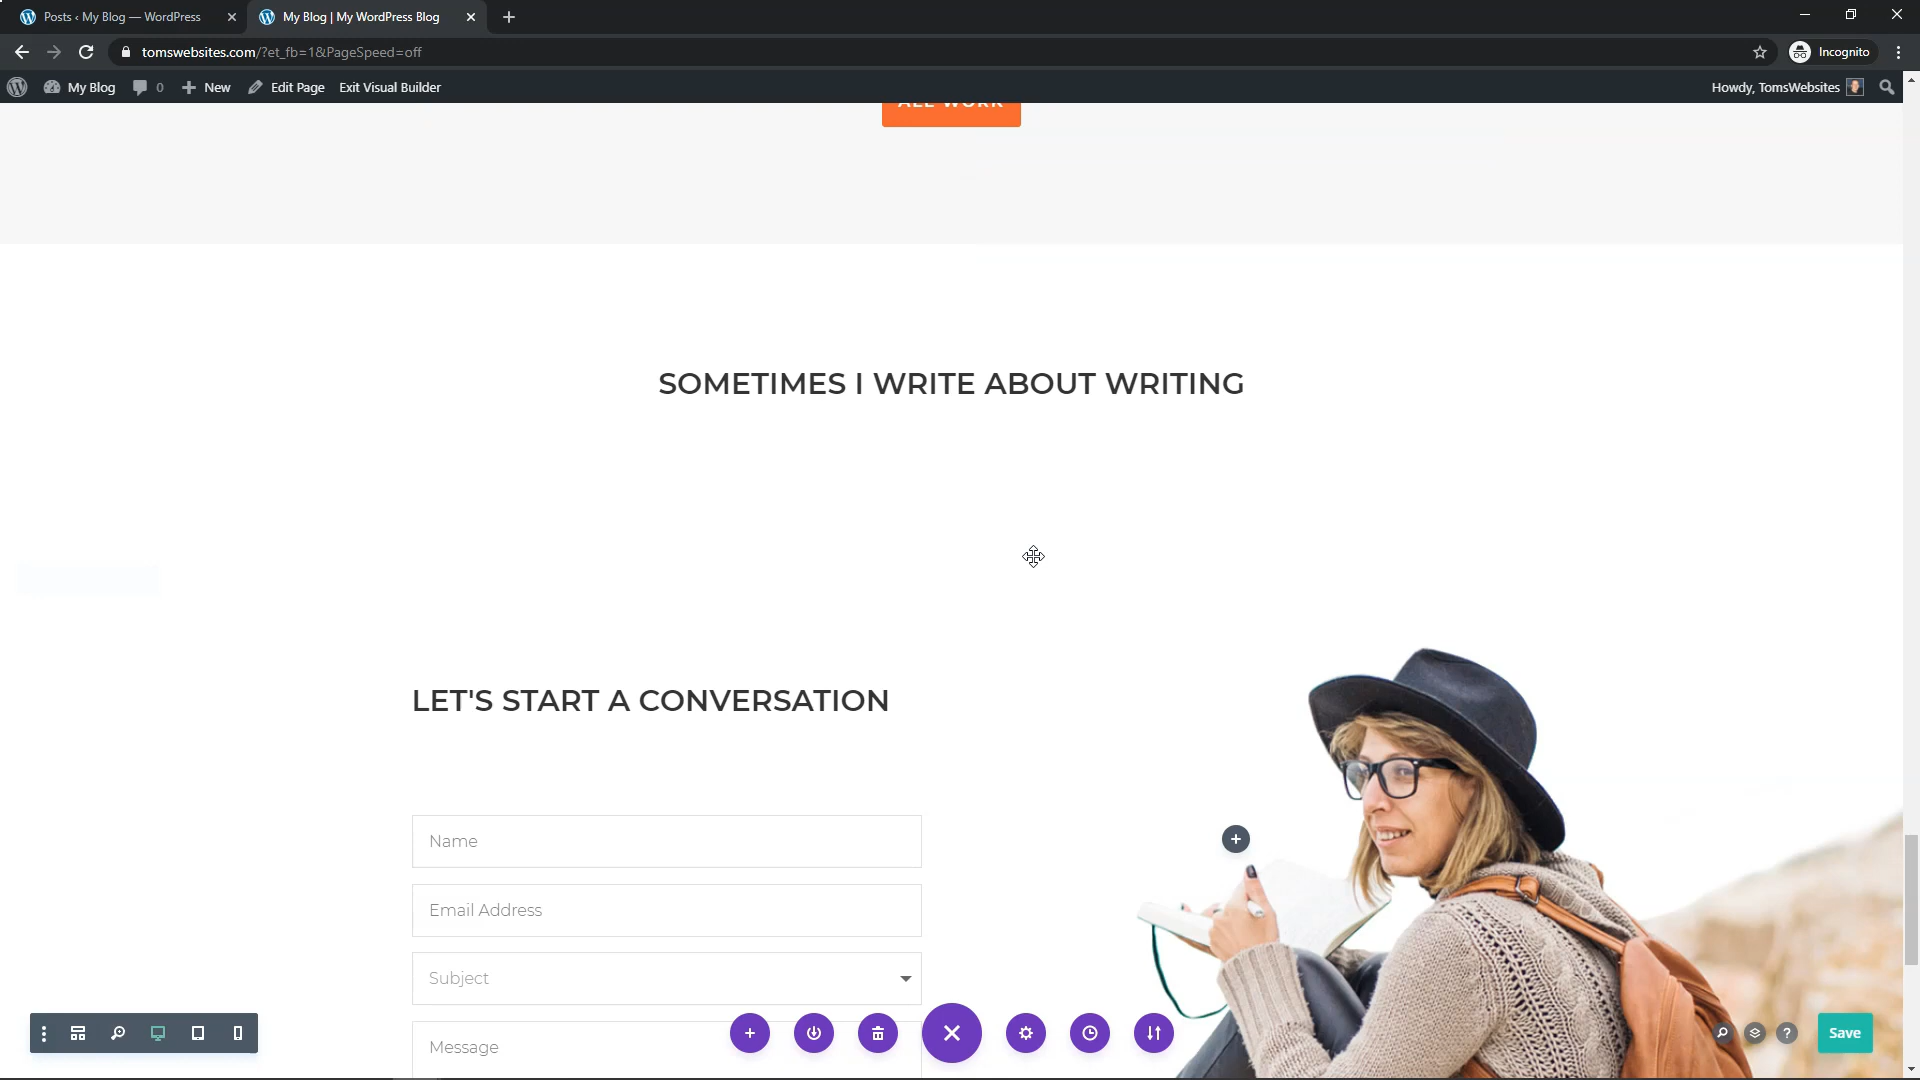 Posts ‹ My Blog — WordPress
My Blog | My WordPress Blog
tomswebsites.com/?et_fb=1&PageSpeed=off
Incognito
My Blog
0
New
Edit Page
Exit Visual Builder
Howdy, TomsWebsites
ALL WORK
SOMETIMES I WRITE ABOUT WRITING
LET'S START A CONVERSATION
Name
Email Address
Subject
Message
Save